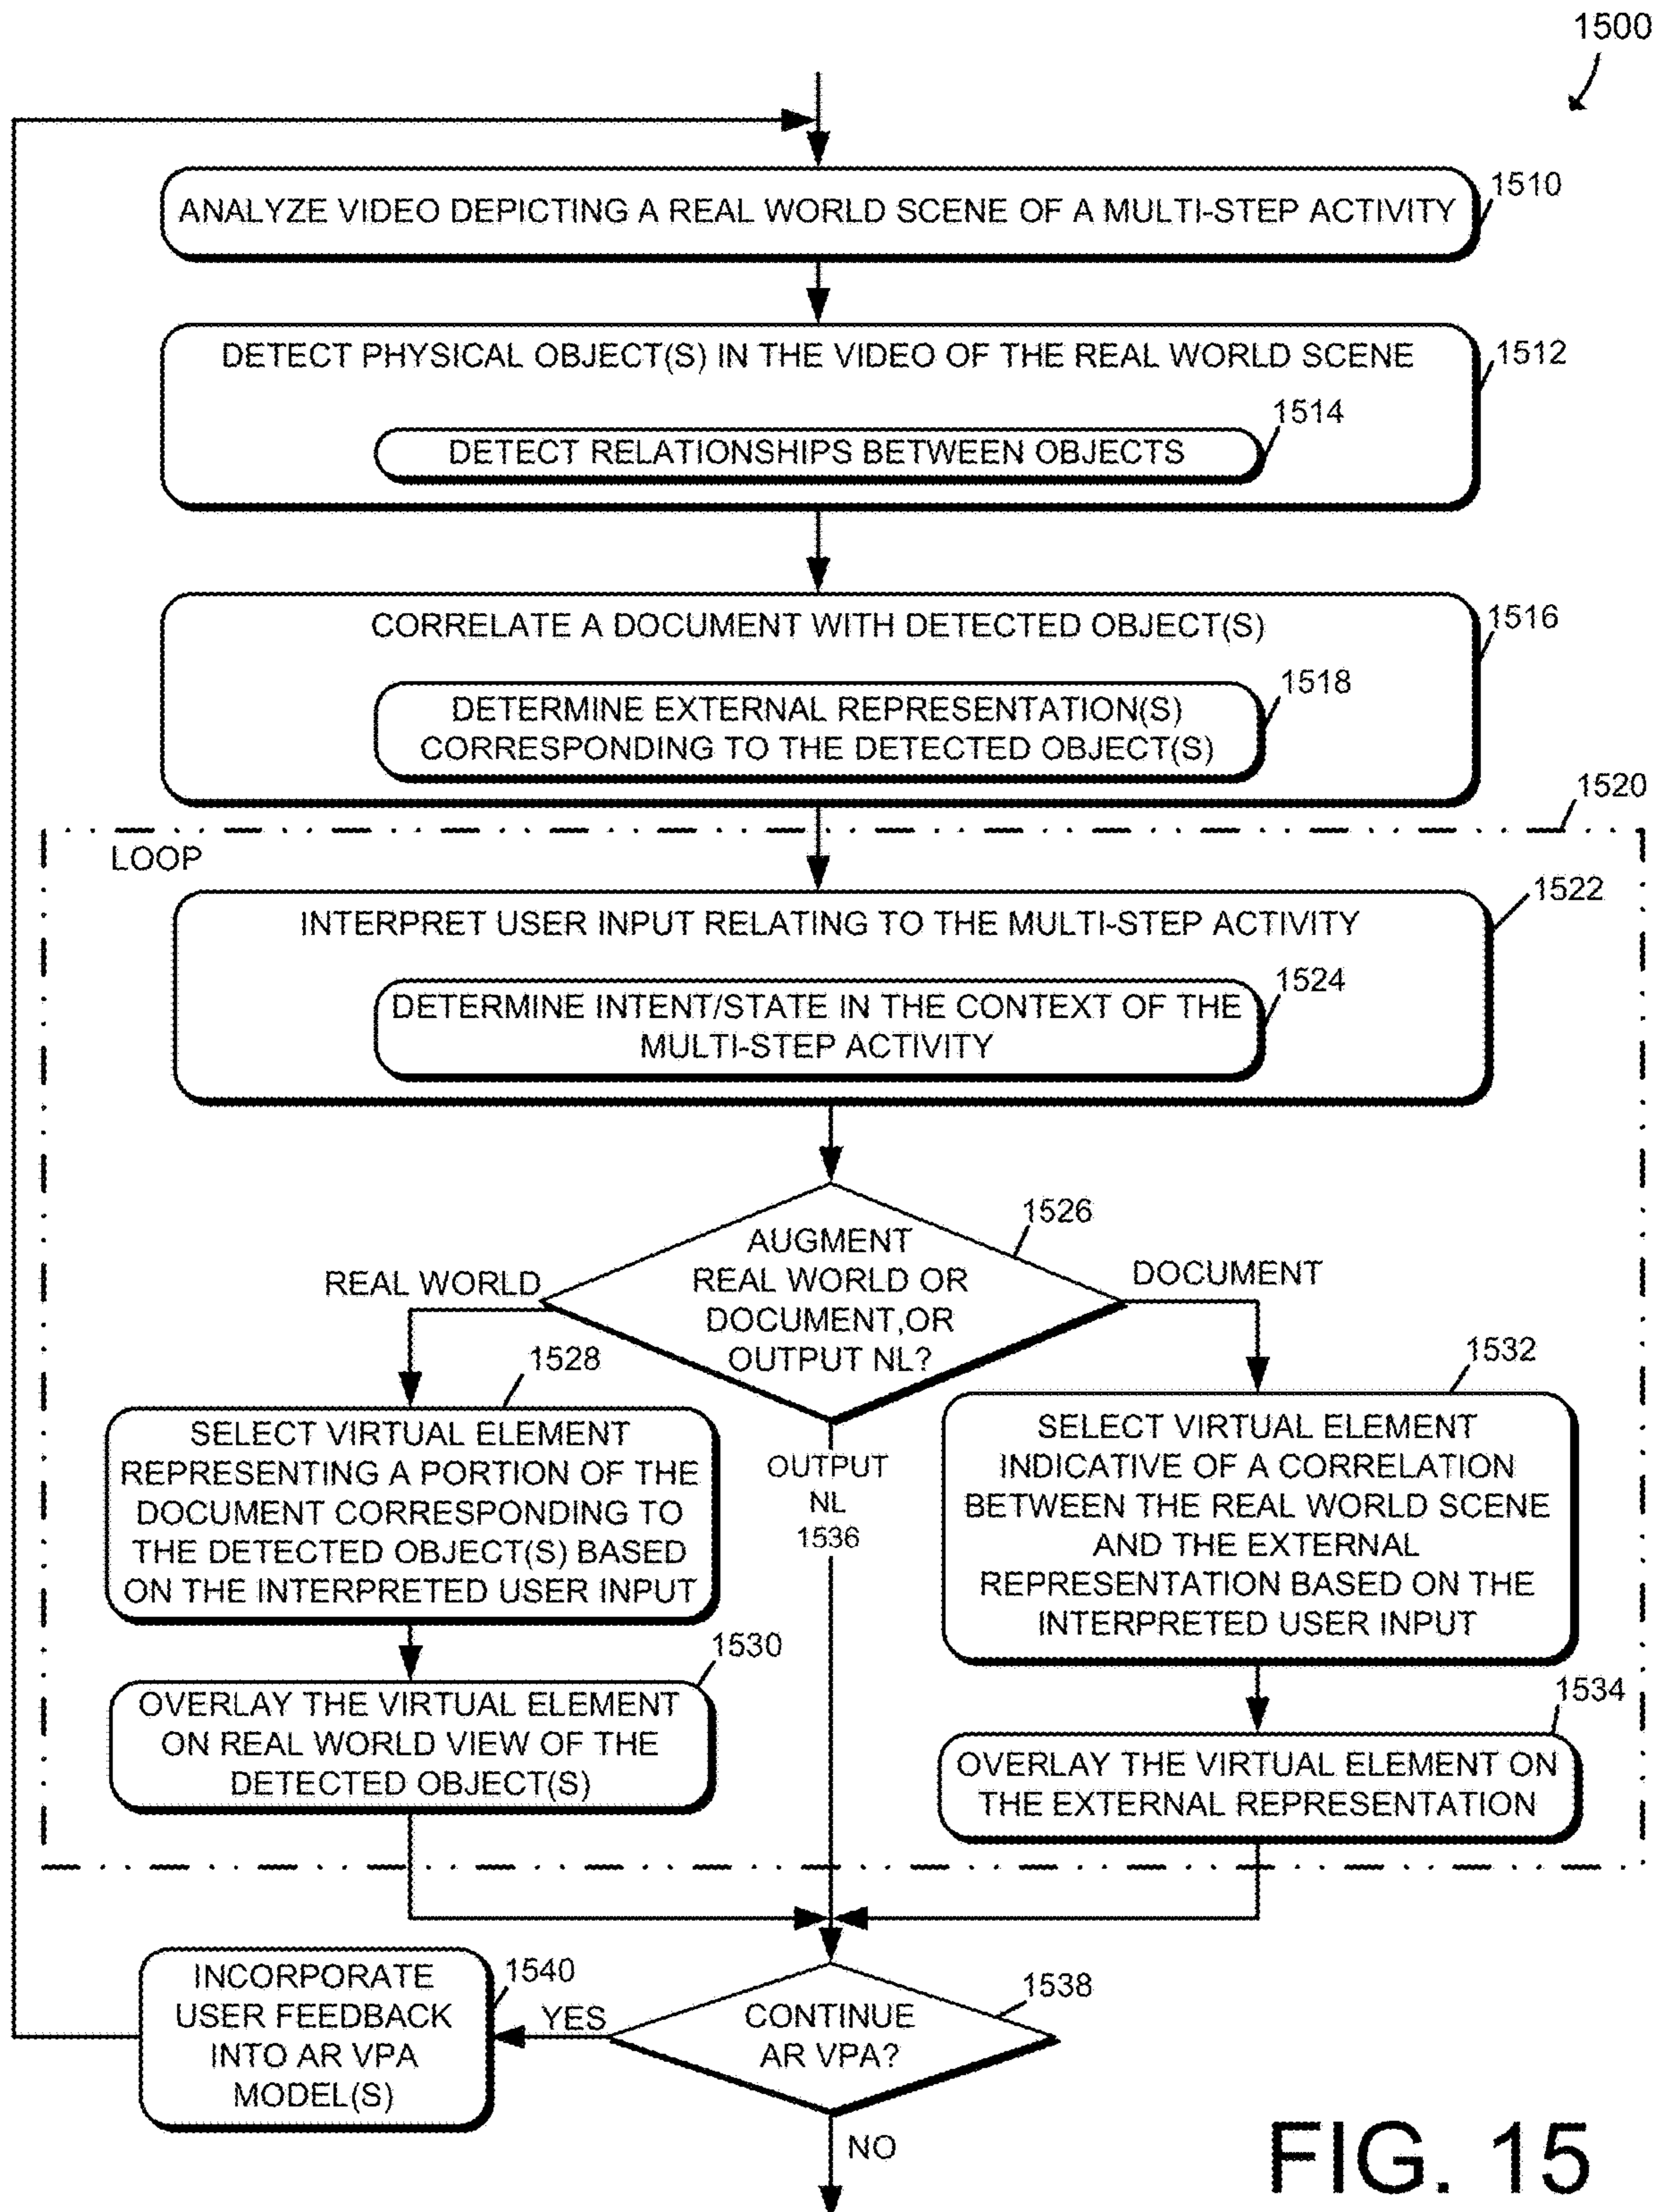 1500
ANALYZE VIDEO DEPICTING A REAL WORLD SCENE OF A MULTI-STEP ACTIVITY
1510
DETECT PHYSICAL OBJECT(S) IN THE VIDEO OF THE REAL WORLD SCENE
1512
1514
DETECT RELATIONSHIPS BETWEEN OBJECTS
CORRELATE A DOCUMENT WITH DETECTED OBJECT(S)
1516
1518
DETERMINE EXTERNAL REPRESENTATION(S)
CORRESPONDING TO THE DETECTED OBJECT(S)
1520
LOOP
1522
INTERPRET USER INPUT RELATING TO THE MULTI-STEP ACTIVITY
1524
DETERMINE INTENT/STATE IN THE CONTEXT OF THE
MULTI-STEP ACTIVITY
1526
AUGMENT
REAL WORLD OR
DOCUMENT,OR
OUTPUT NL?
REAL WORLD
DOCUMENT
1528
SELECT VIRTUAL ELEMENT
REPRESENTING A PORTION OF THE
DOCUMENT CORRESPONDING TO
THE DETECTED OBJECT(S) BASED
ON THE INTERPRETED USER INPUT
OUTPUT
NL
1536
1532
SELECT VIRTUAL ELEMENT
INDICATIVE OF A CORRELATION
BETWEEN THE REAL WORLD SCENE
AND THE EXTERNAL
REPRESENTATION BASED ON THE
INTERPRETED USER INPUT
1530
OVERLAY THE VIRTUAL ELEMENT
ON REAL WORLD VIEW OF THE
DETECTED OBJECT(S)
1534
OVERLAY THE VIRTUAL ELEMENT ON
THE EXTERNAL REPRESENTATION
INCORPORATE
USER FEEDBACK
INTO AR VPA
MODEL(S)
1540
YES
CONTINUE
AR VPA?
1538
NO
FIG. 15